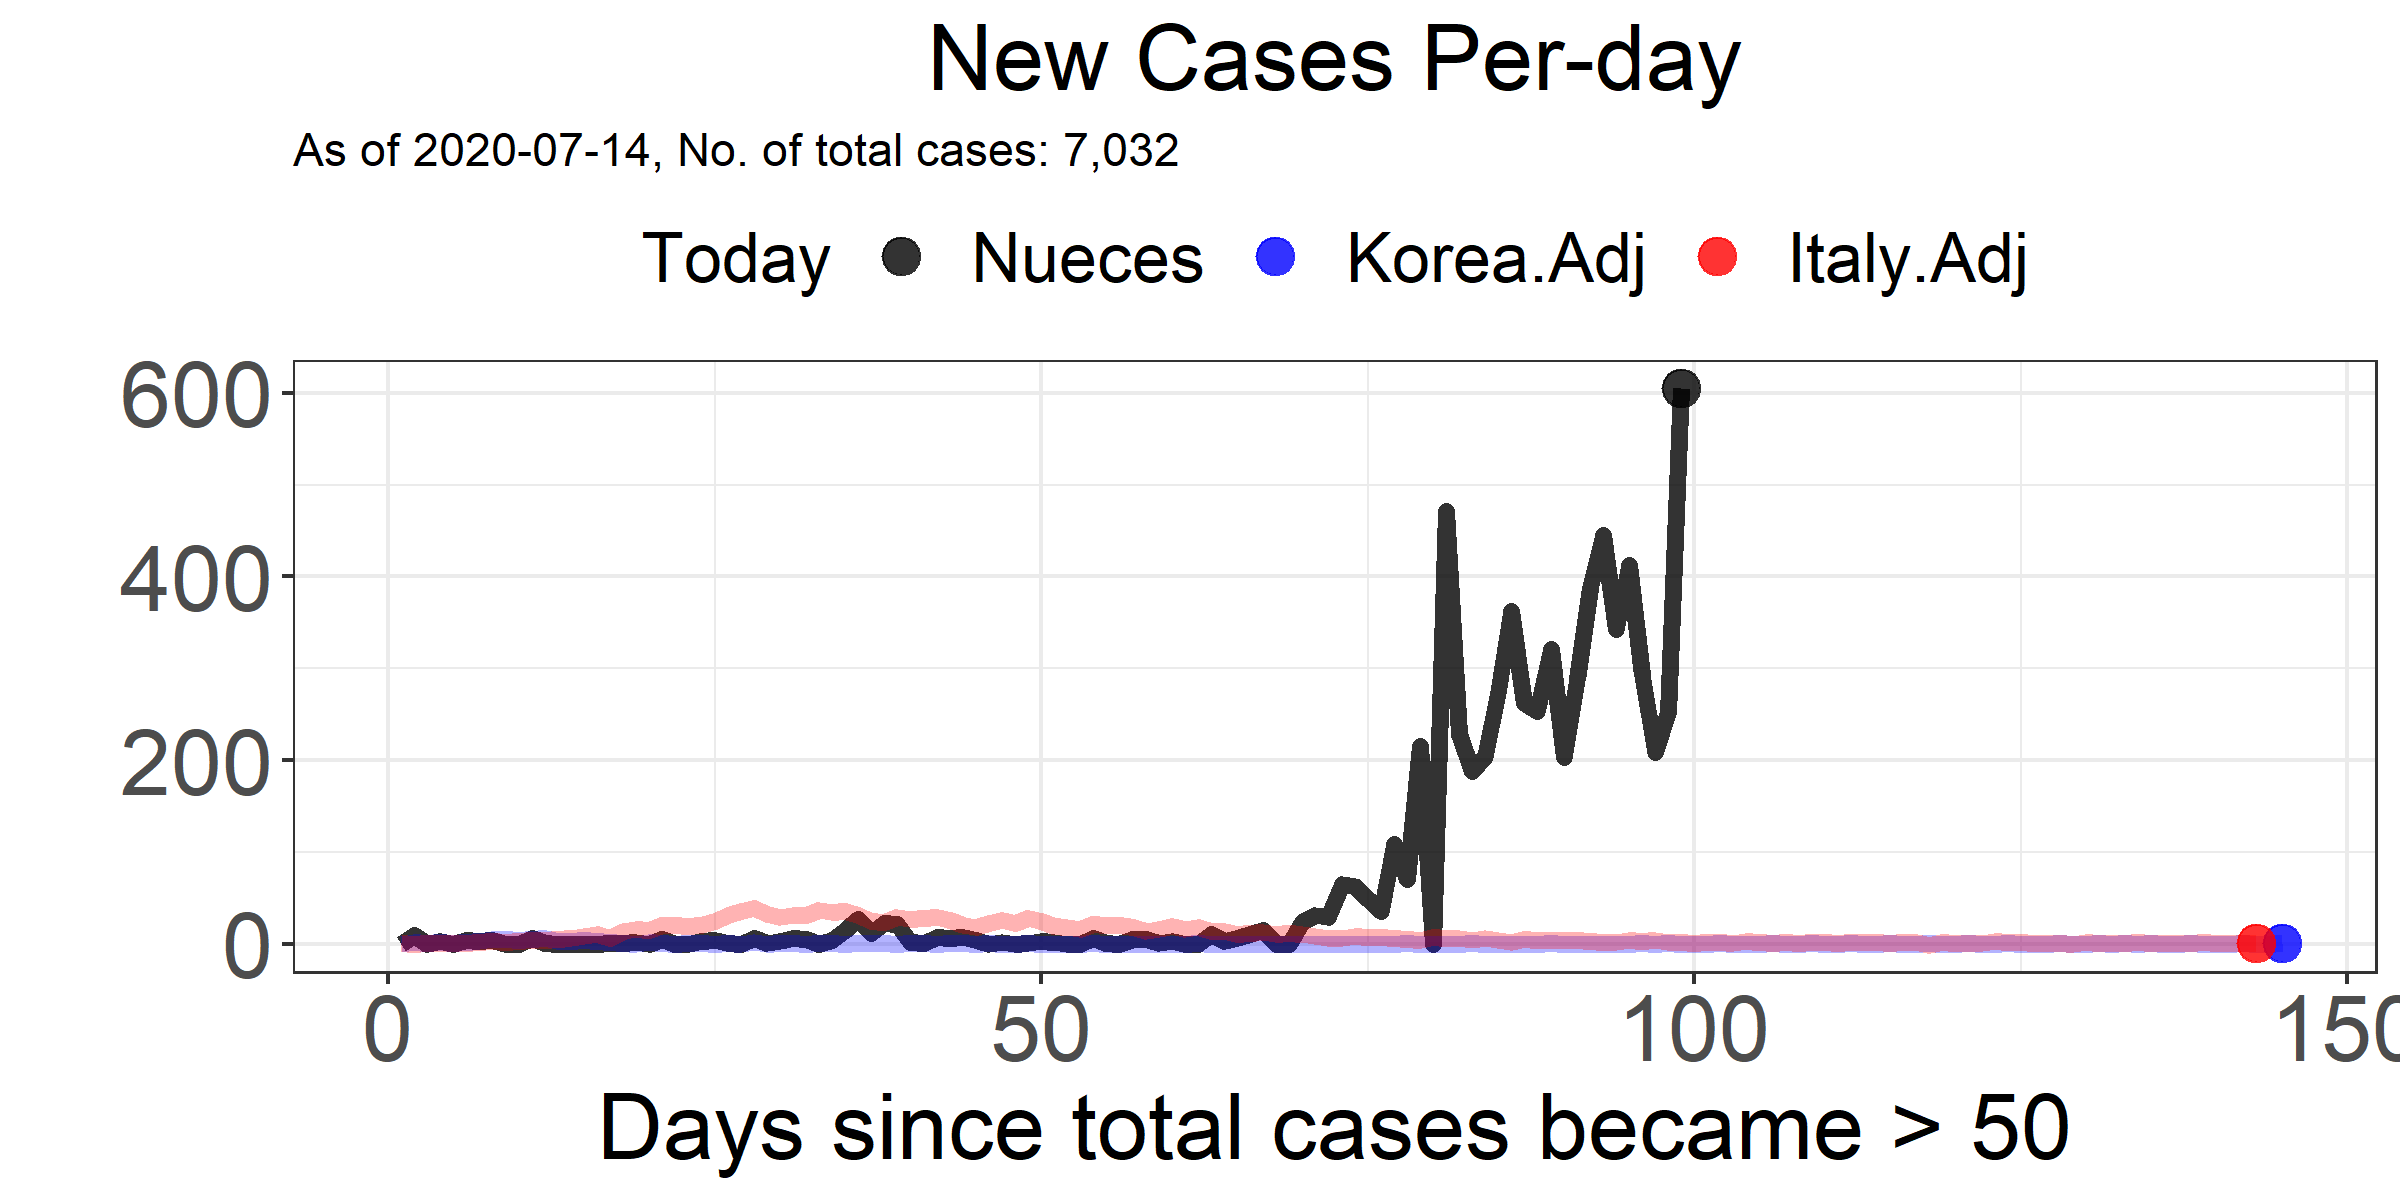 New Cases Per-day
As of 2020-07-14, No. of total cases: 7,032
Today Nueces Korea.Adj Italy.Adj
600
400
200
0
0 50 100 150
Days since total cases became > 50